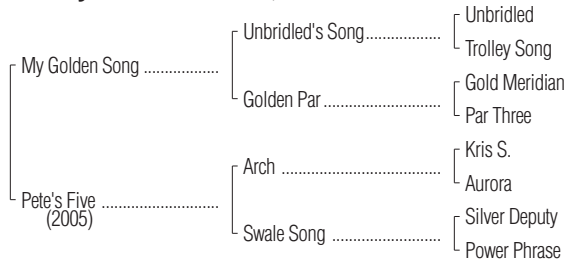 Unbridled
Unbridled's Song
Trolley Song
My Golden Song
Gold Meridian
Golden Par
Par Three
Kris S.
Arch
Aurora
Pete's Five
(2005)
Silver Deputy
Swale Song
Power Phrase